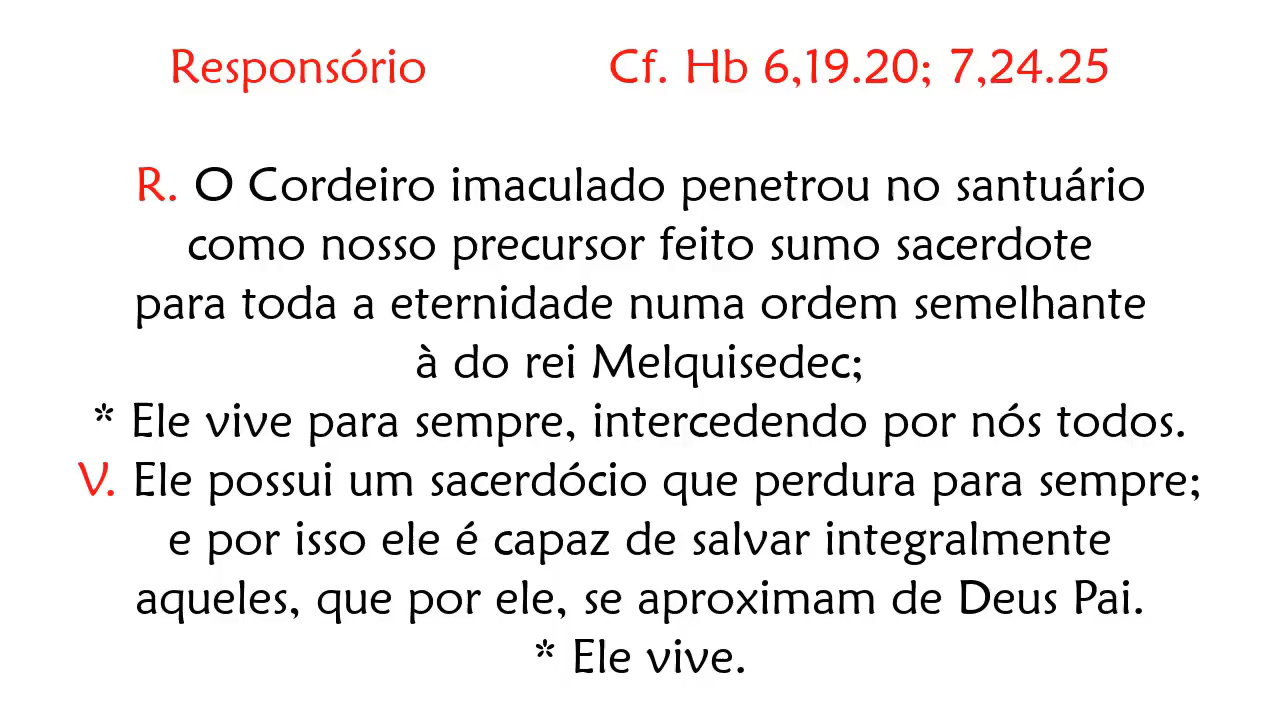 Responsório Cf. Hb 6,19.20; 7,24.25
R. O Cordeiro imaculado penetrou no santuário
como nosso precursor feito sumo sacerdote
para toda a eternidade numa ordem semelhante
à do rei Melquisedec;
* Ele vive para sempre, intercedendo por nós todos.
V. Ele possui um sacerdócio que perdura para sempre;
e por isso ele é capaz de salvar integralmente
aqueles, que por ele, se aproximam de Deus Pai.
* Ele vive.